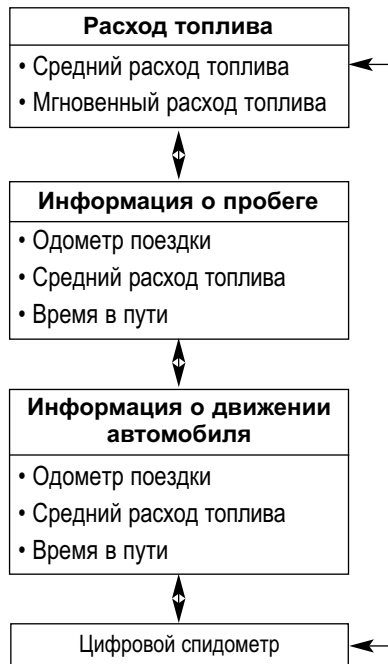 Расход топлива
• Средний расход топлива
• Мгновенный расход топлива
Информация о пробеге
• Одометр поездки
• Средний расход топлива
• Время в пути
Информация о движении
автомобиля
• Одометр поездки
• Средний расход топлива
• Время в пути
Цифровой спидометр